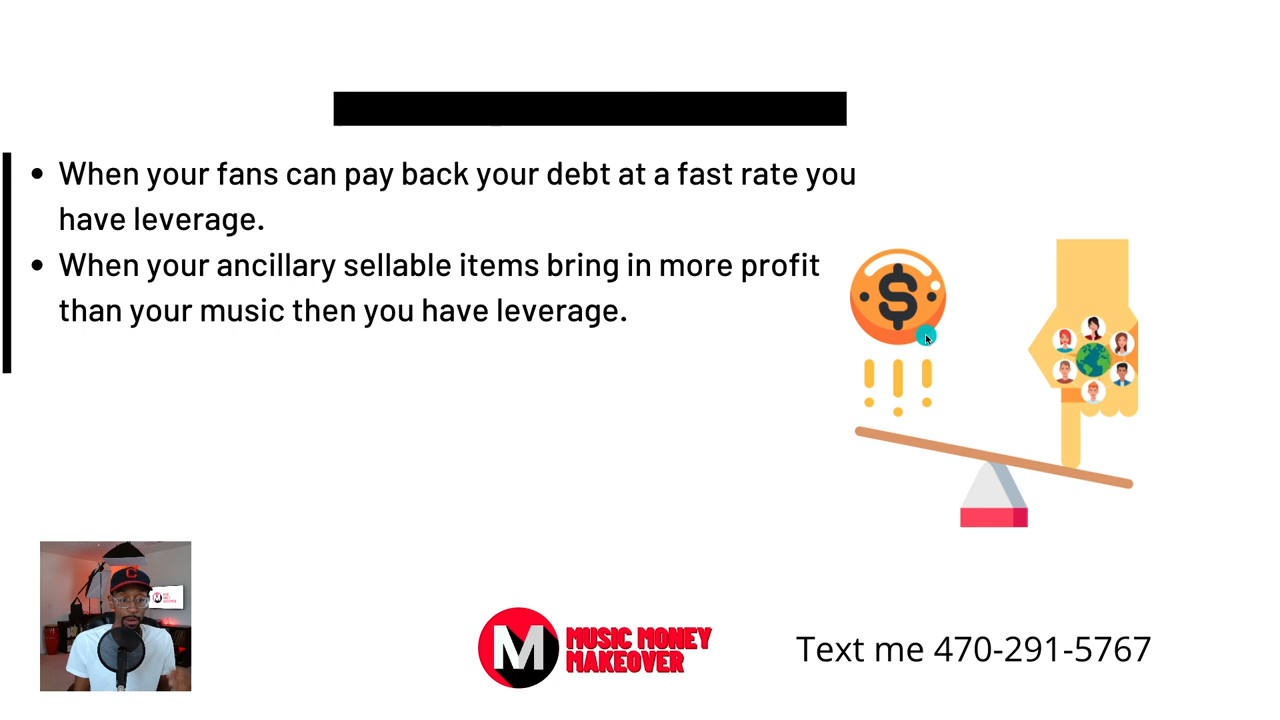 • When your fans can pay back your debt at a fast rate you
have leverage.
• When your ancillary sellable items bring in more profit
than your music then you have leverage.
$
C
M
M MUSIC MONEY
MAKEOVER
Text me 470-291-5767